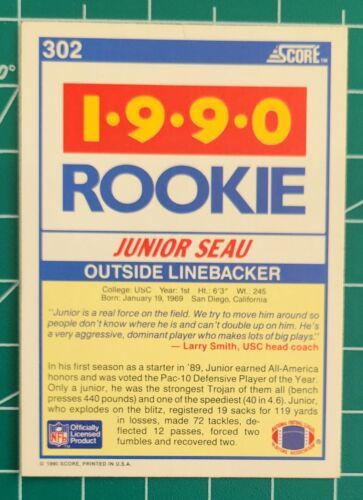 302
SCORE™
1·9·9·0
ROOKIE
JUNIOR SEAU
OUTSIDE LINEBACKER
College: USC Year: 1st Ht.: 6'3" Wt.: 245
Born: January 19, 1969 San Diego, California
"Junior is a real force on the field. We try to move him around so
people don't know where he is and can't double up on him. He's
a very aggressive, dominant player who makes lots of big plays."
— Larry Smith, USC head coach
In his first season as a starter in '89, Junior earned All-America
honors and was voted the Pac-10 Defensive Player of the Year.
Only a junior, he was the strongest Trojan of them all (bench
presses 440 pounds) and one of the speediest (40 in 4.6). Junior,
who explodes on the blitz, registered 19 sacks for 119 yards
in losses, made 72 tackles, de-
flected 12 passes, forced two
fumbles and recovered two.
NFL
Officially
Licensed
Product
© 1990 SCORE, PRINTED IN U.S.A.